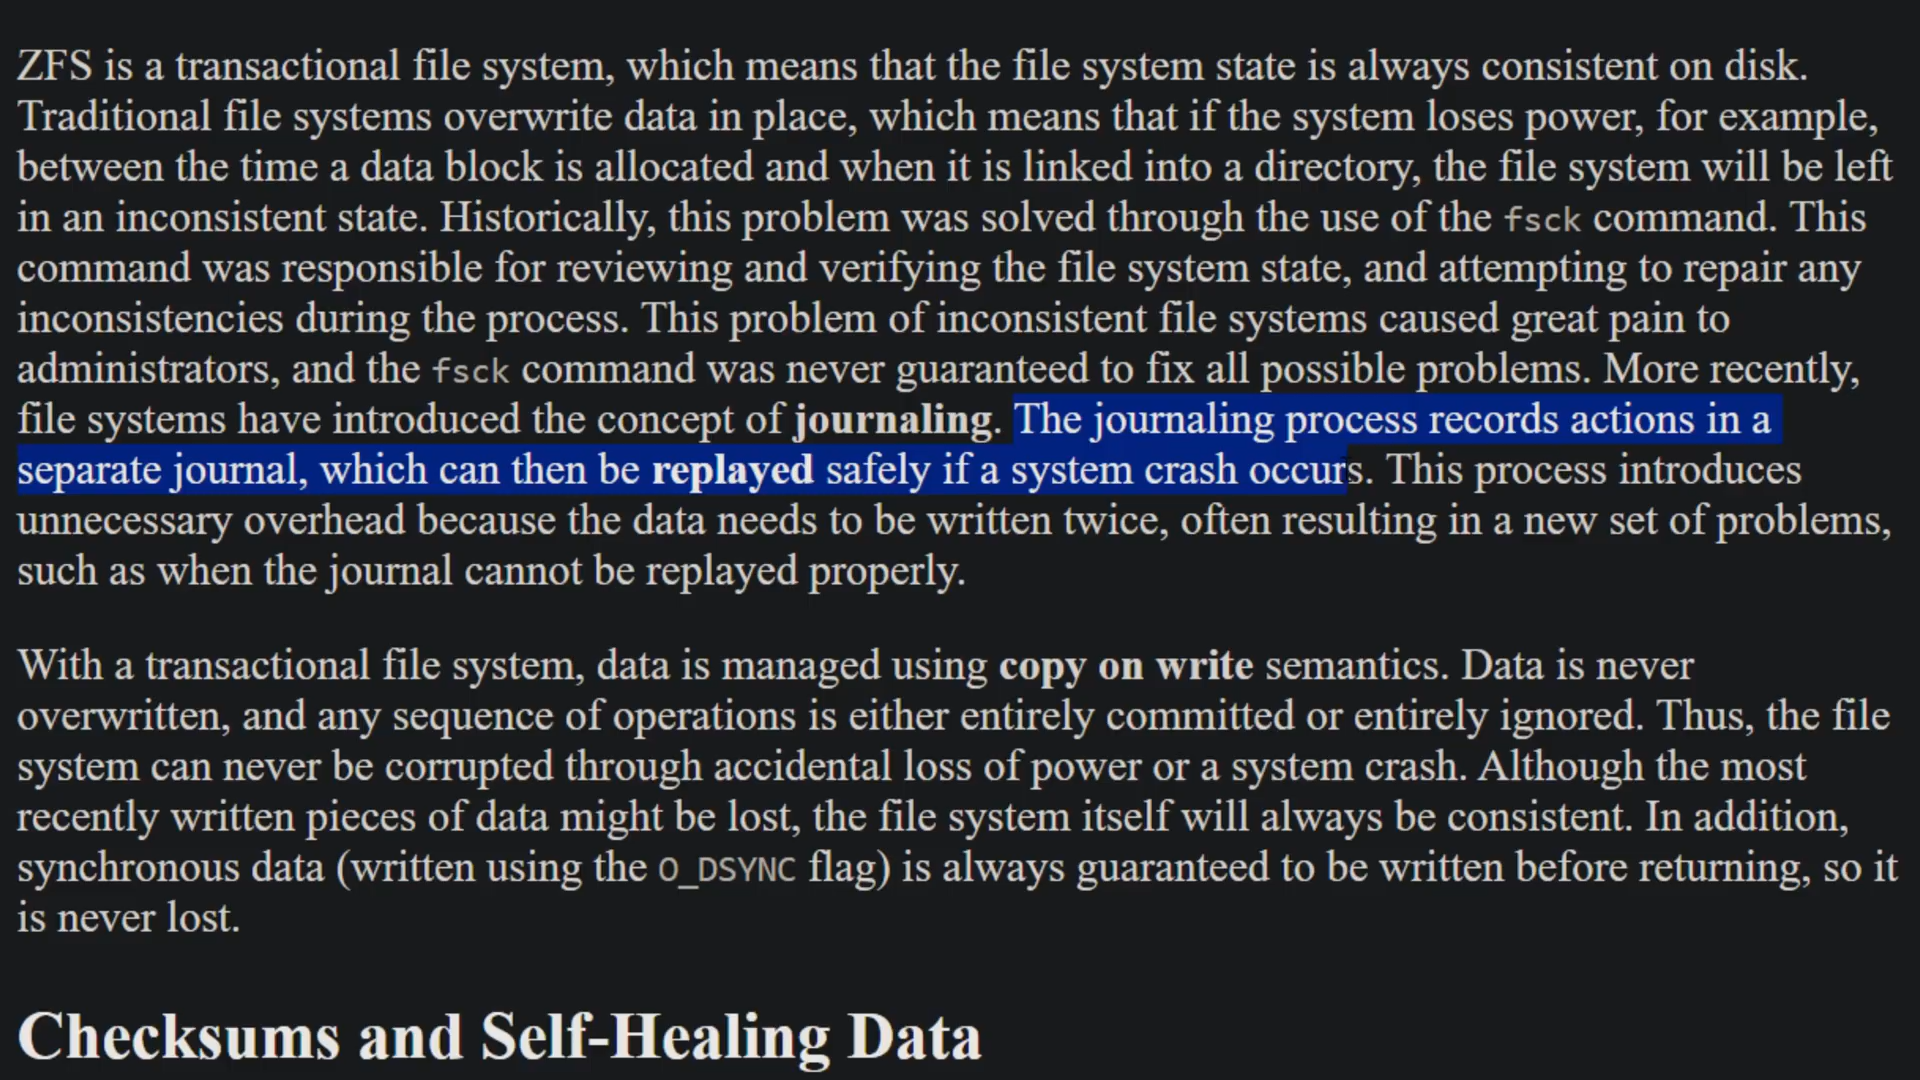 ZFS is a transactional file system, which means that the file system state is always consistent on disk.
Traditional file systems overwrite data in place, which means that if the system loses power, for example,
between the time a data block is allocated and when it is linked into a directory, the file system will be left
in an inconsistent state. Historically, this problem was solved through the use of the fsck command. This
command was responsible for reviewing and verifying the file system state, and attempting to repair any
inconsistencies during the process. This problem of inconsistent file systems caused great pain to
administrators, and the fsck command was never guaranteed to fix all possible problems. More recently,
file systems have introduced the concept of journaling. The journaling process records actions in a
separate journal, which can then be replayed safely if a system crash occurs. This process introduces
unnecessary overhead because the data needs to be written twice, often resulting in a new set of problems,
such as when the journal cannot be replayed properly.
With a transactional file system, data is managed using copy on write semantics. Data is never
overwritten, and any sequence of operations is either entirely committed or entirely ignored. Thus, the file
system can never be corrupted through accidental loss of power or a system crash. Although the most
recently written pieces of data might be lost, the file system itself will always be consistent. In addition,
synchronous data (written using the O_DSYNC flag) is always guaranteed to be written before returning, so it
is never lost.
Checksums and Self-Healing Data